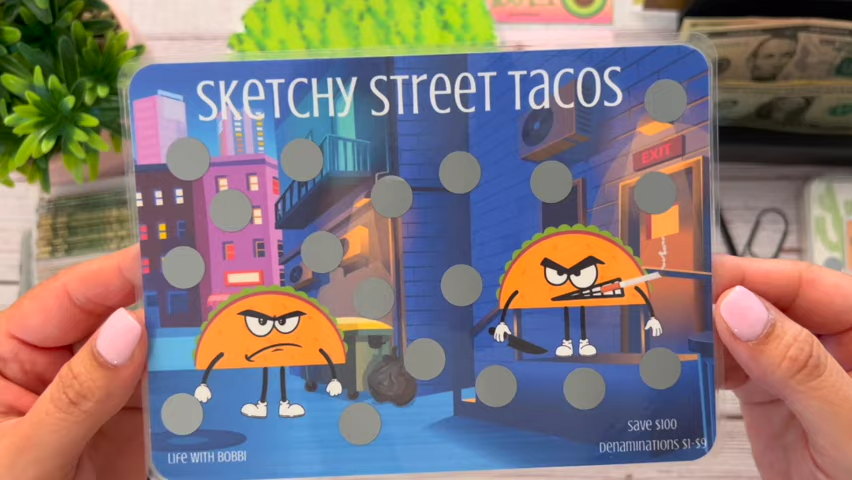 SKETCHY STREET TACOS
EXIT
SAVE $100
DENAMINATIONS $1-$9
LIFE WITH BOBBI